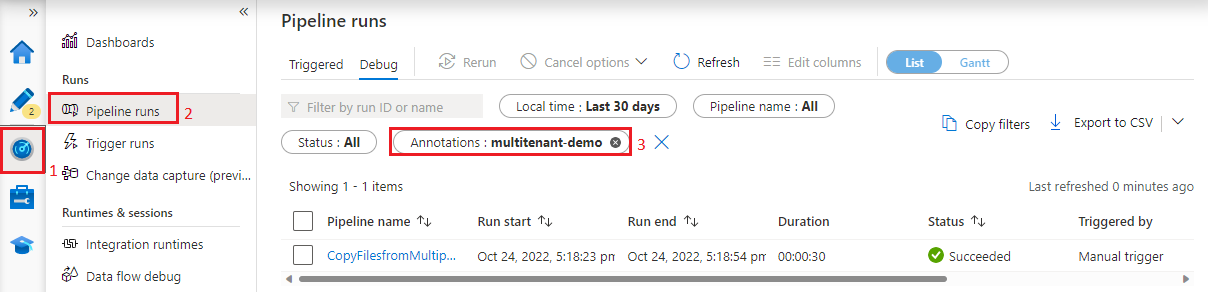 »
«
2
1
Dashboards
Runs
Pipeline runs 2
Trigger runs
Change data capture (previ...
Runtimes & sessions
Integration runtimes
Data flow debug
Pipeline runs
Triggered Debug Rerun Cancel options Refresh Edit columns List Gantt
Filter by run ID or name Local time : Last 30 days Pipeline name : All
Status : All Annotations : multitenant-demo 3
Copy filters Export to CSV
Showing 1 - 1 items Last refreshed 0 minutes ago
Pipeline name Run start Run end Duration Status Triggered by
CopyFilesfromMultip... Oct 24, 2022, 5:18:23 pm Oct 24, 2022, 5:18:54 pm 00:00:30 Succeeded Manual trigger